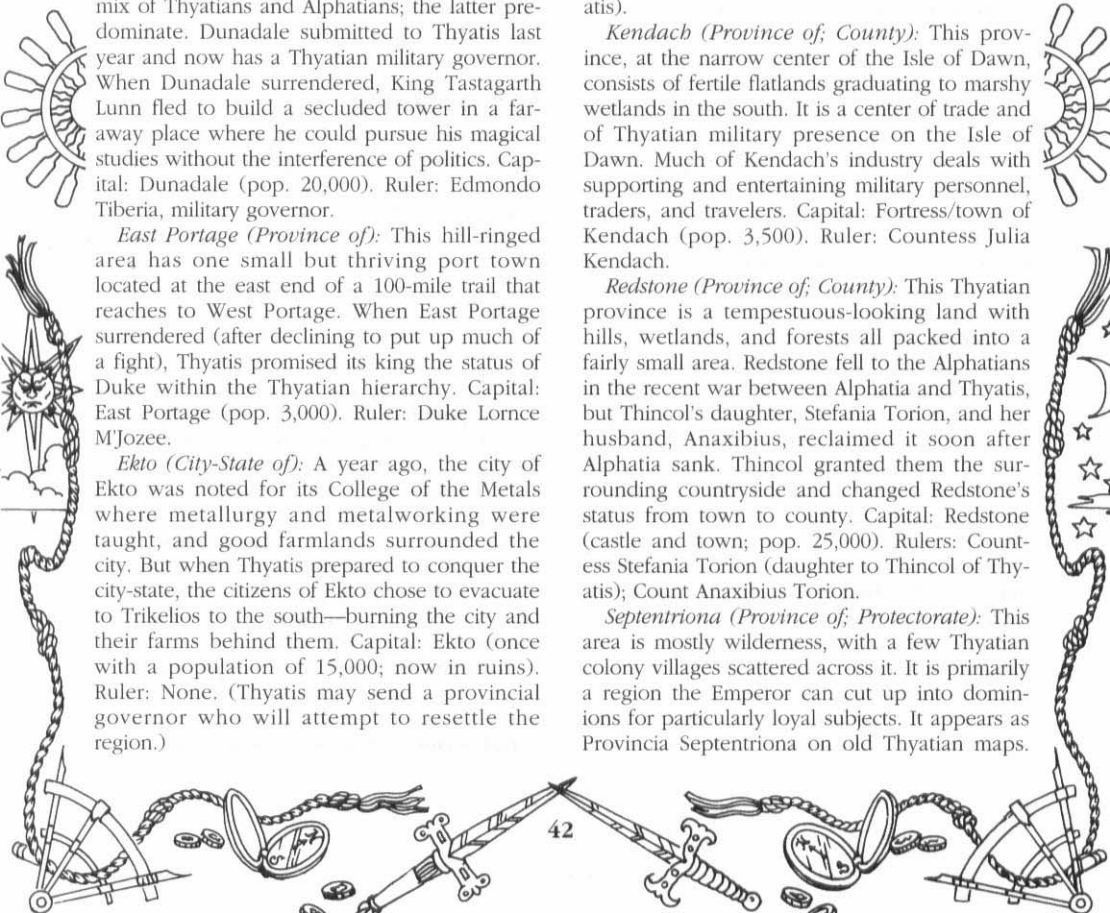 mix of Thyatians and Alphatians; the latter pre-
dominate. Dunadale submitted to Thyatis last
year and now has a Thyatian military governor.
When Dunadale surrendered, King Tastagarth
Lunn fled to build a secluded tower in a far-
away place where he could pursue his magical
studies without the interference of politics. Cap-
ital: Dunadale (pop. 20,000). Ruler: Edmondo
Tiberia, military governor.
East Portage (Province of): This hill-ringed
area has one small but thriving port town
located at the east end of a 100-mile trail that
reaches to West Portage. When East Portage
surrendered (after declining to put up much of
a fight), Thyatis promised its king the status of
Duke within the Thyatian hierarchy. Capital:
East Portage (pop. 3,000). Ruler: Duke Lornce
M'Jozee.
Ekto (City-State of): A year ago, the city of
Ekto was noted for its College of the Metals
where metallurgy and metalworking were
taught, and good farmlands surrounded the
city. But when Thyatis prepared to conquer the
city-state, the citizens of Ekto chose to evacuate
to Trikelios to the south—burning the city and
their farms behind them. Capital: Ekto (once
with a population of 15,000; now in ruins).
Ruler: None. (Thyatis may send a provincial
governor who will attempt to resettle the
region.)
atis).
Kendach (Province of; County): This prov-
ince, at the narrow center of the Isle of Dawn,
consists of fertile flatlands graduating to marshy
wetlands in the south. It is a center of trade and
of Thyatian military presence on the Isle of
Dawn. Much of Kendach's industry deals with
supporting and entertaining military personnel,
traders, and travelers. Capital: Fortress/town of
Kendach (pop. 3,500). Ruler: Countess Julia
Kendach.
Redstone (Province of; County): This Thyatian
province is a tempestuous-looking land with
hills, wetlands, and forests all packed into a
fairly small area. Redstone fell to the Alphatians
in the recent war between Alphatia and Thyatis,
but Thincol's daughter, Stefania Torion, and her
husband, Anaxibius, reclaimed it soon after
Alphatia sank. Thincol granted them the sur-
rounding countryside and changed Redstone's
status from town to county. Capital: Redstone
(castle and town; pop. 25,000). Rulers: Count-
ess Stefania Torion (daughter to Thincol of Thy-
atis); Count Anaxibius Torion.
Septentriona (Province of; Protectorate): This
area is mostly wilderness, with a few Thyatian
colony villages scattered across it. It is primarily
a region the Emperor can cut up into domin-
ions for particularly loyal subjects. It appears as
Provincia Septentriona on old Thyatian maps.
42